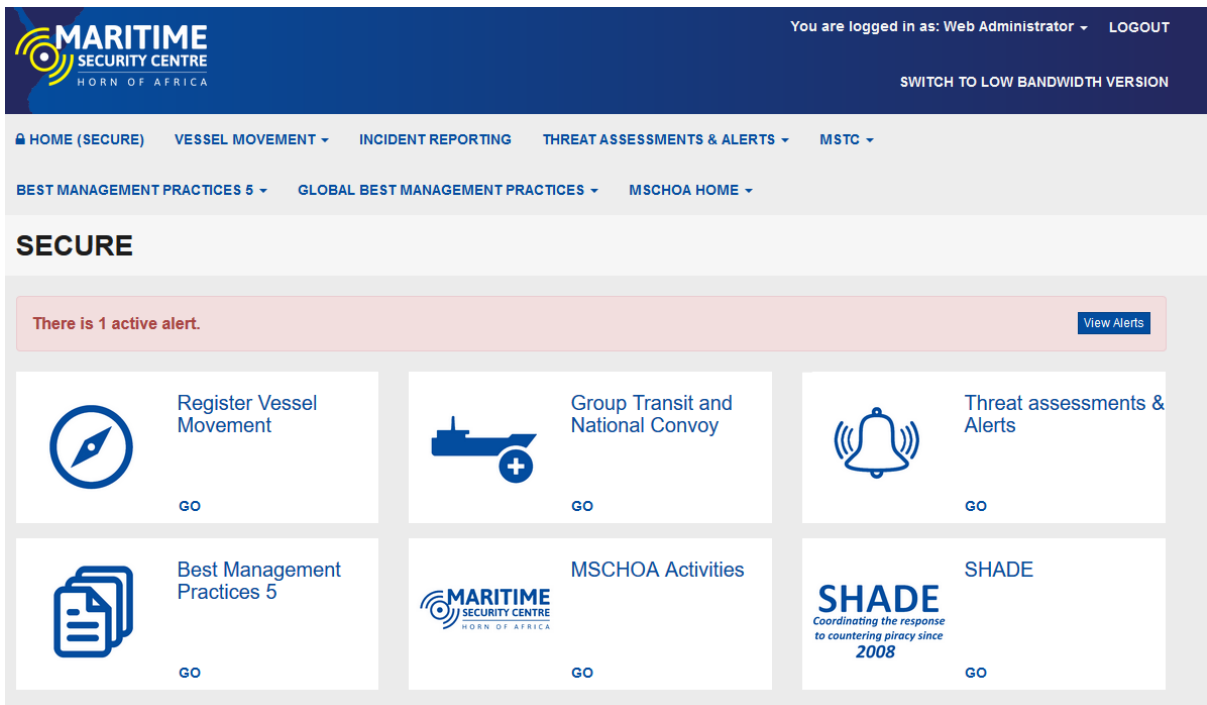 MARITIME
SECURITY CENTRE
HORN OF AFRICA
You are logged in as: Web Administrator LOGOUT
SWITCH TO LOW BANDWIDTH VERSION
HOME (SECURE) VESSEL MOVEMENT INCIDENT REPORTING THREAT ASSESSMENTS & ALERTS MSTC
BEST MANAGEMENT PRACTICES 5 GLOBAL BEST MANAGEMENT PRACTICES MSCHOA HOME
SECURE
There is 1 active alert. View Alerts
Register Vessel
Movement
GO
Group Transit and
National Convoy
GO
Threat assessments &
Alerts
GO
Best Management
Practices 5
GO
MARITIME
SECURITY CENTRE
HORN OF AFRICA
MSCHOA Activities
GO
SHADE
Coordinating the response
to countering piracy since
2008
SHADE
GO